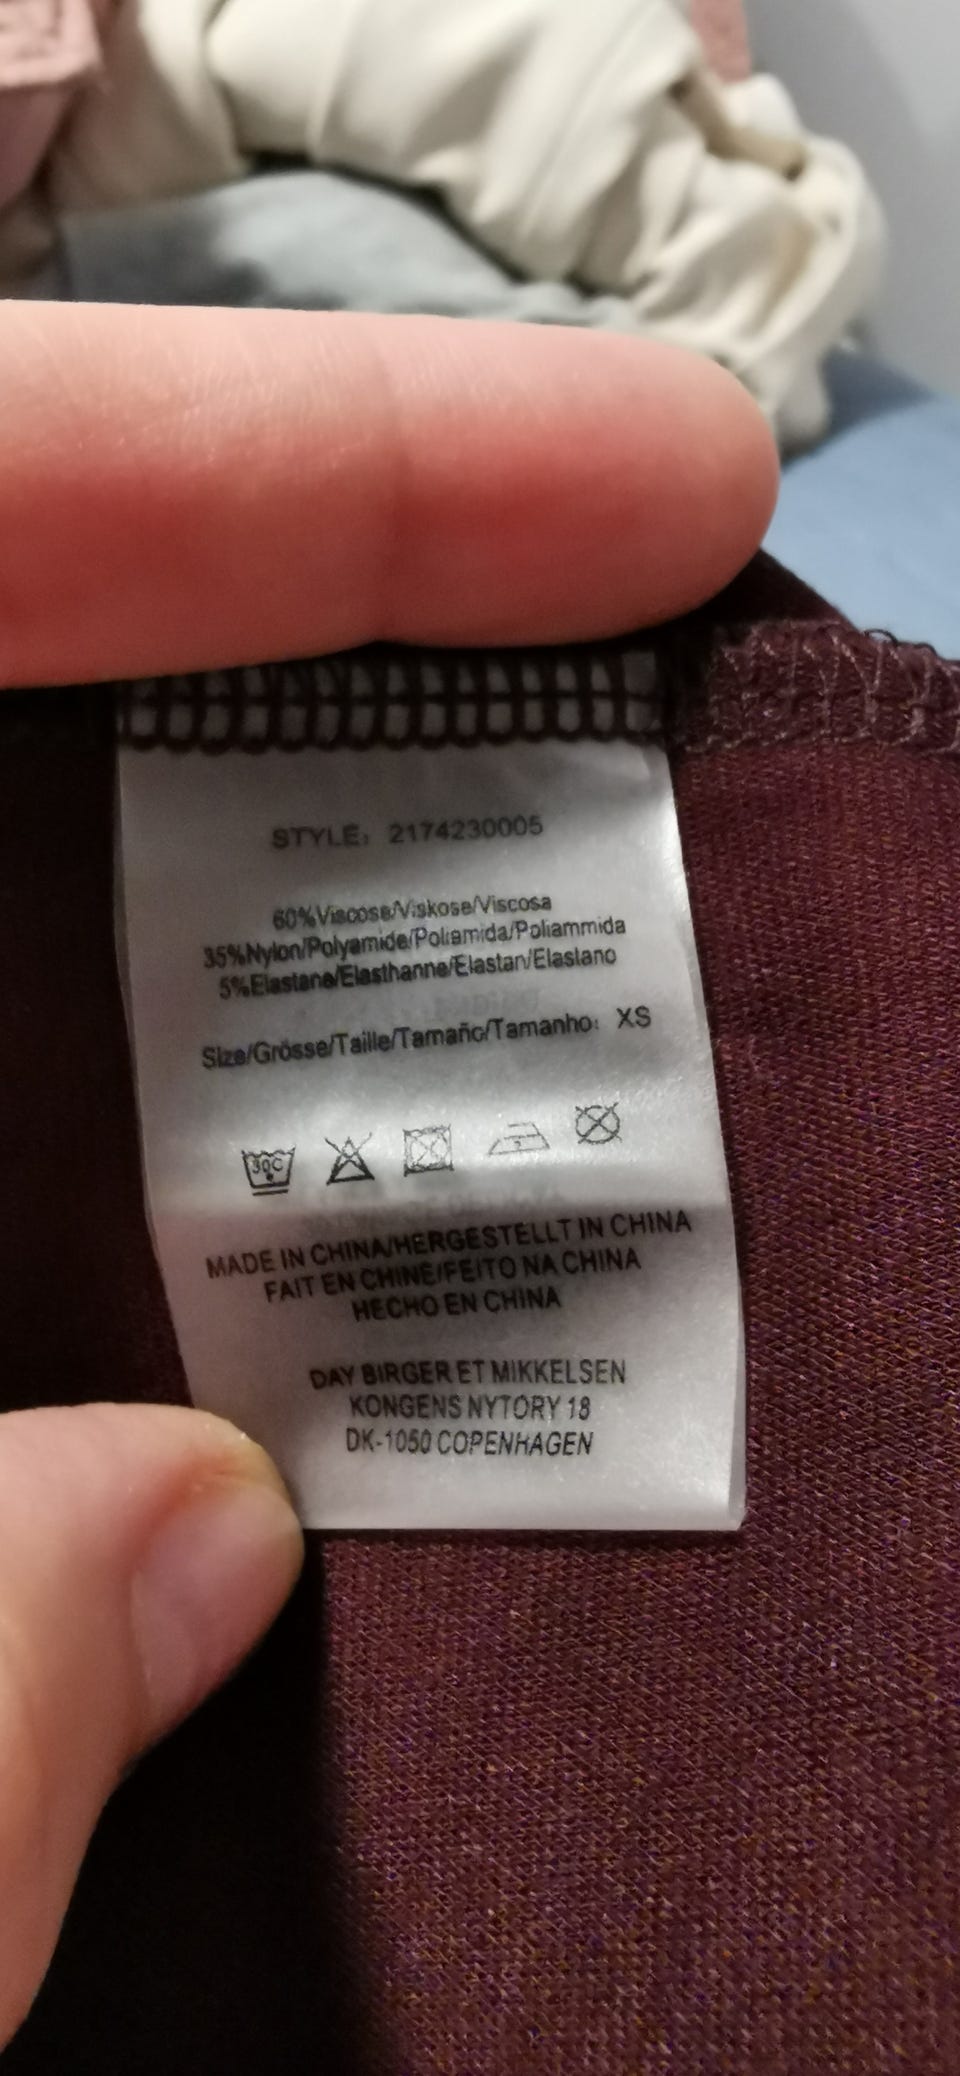 STYLE: 2174230005
60%Viscose/Viskose/Viscosa
35%Nylon/Polyamide/Poliamida/Poliammida
5%Elastane/Elasthanne/Elastan/Elastano
Size/Grösse/Taille/Tamaño/Tamanho: XS
30C
MADE IN CHINA/HERGESTELLT IN CHINA
FAIT EN CHINE/FEITO NA CHINA
HECHO EN CHINA
DAY BIRGER ET MIKKELSEN
KONGENS NYTORY 18
DK-1050 COPENHAGEN